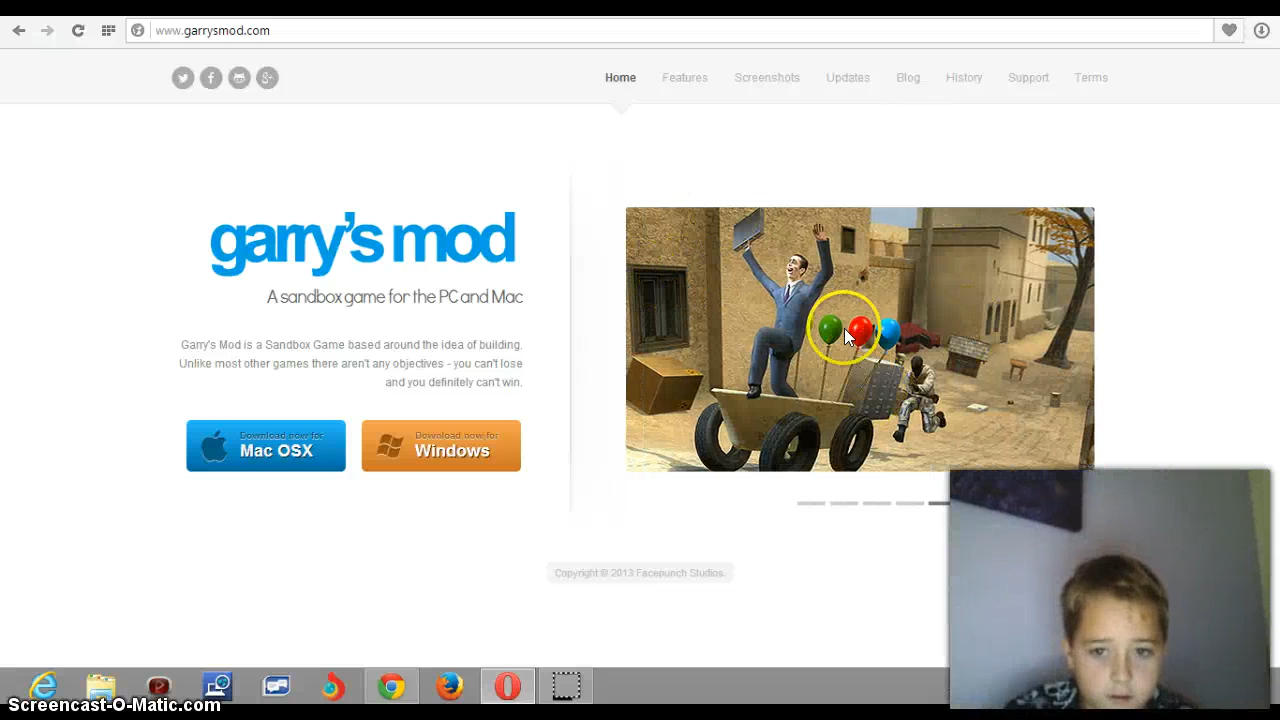 www.garrysmod.com
Home Features Screenshots Updates Blog History Support Terms
garry's mod
A sandbox game for the PC and Mac
Garry's Mod is a Sandbox Game based around the idea of building.
Unlike most other games there aren't any objectives - you can't lose
and you definitely can't win.
Download now for
Mac OSX
Download now for
Windows
Copyright © 2013 Facepunch Studios.
Screencast-O-Matic.com